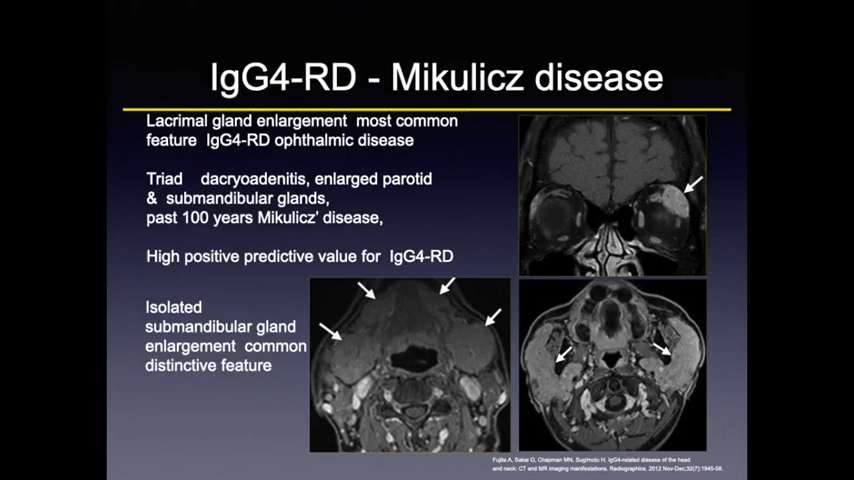 IgG4-RD - Mikulicz disease
Lacrimal gland enlargement most common
feature IgG4-RD ophthalmic disease
Triad dacryoadenitis, enlarged parotid
& submandibular glands,
past 100 years Mikulicz' disease,
High positive predictive value for IgG4-RD
Isolated
submandibular gland
enlargement common
distinctive feature
Fujita A, Sakai O, Chapman MN, Sugimoto H. IgG4-related disease of the head
and neck: CT and MR imaging manifestations. Radiographics. 2012 Nov-Dec;32(7):1945-58.